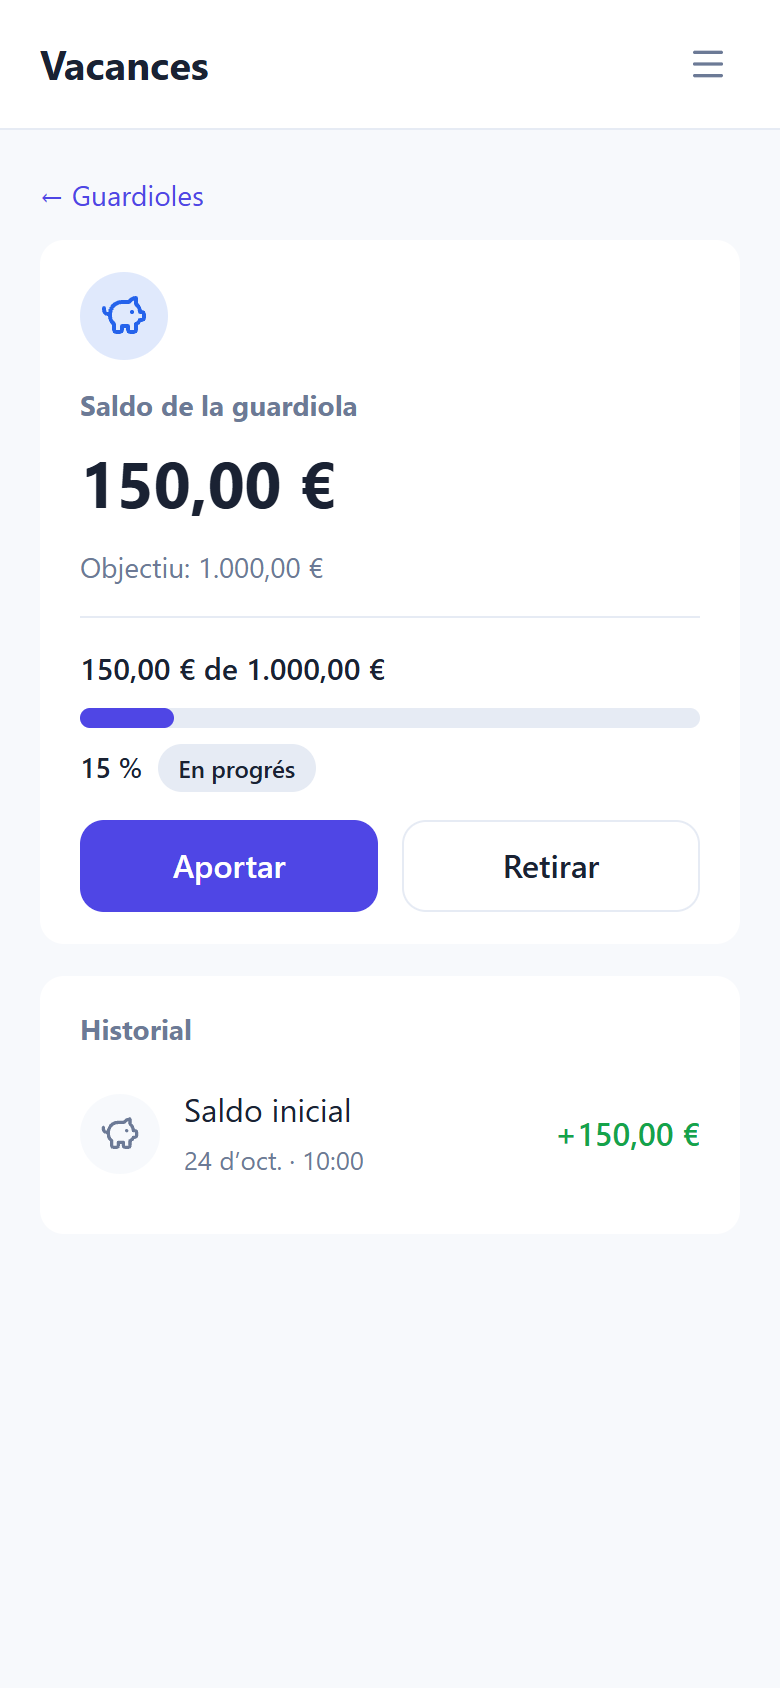 Vacances
← Guardioles
Saldo de la guardiola
150,00 €
Objectiu: 1.000,00 €
150,00 € de 1.000,00 €
15 % En progrés
Aportar Retirar
Historial
Saldo inicial
+150,00 €
24 d’oct. · 10:00